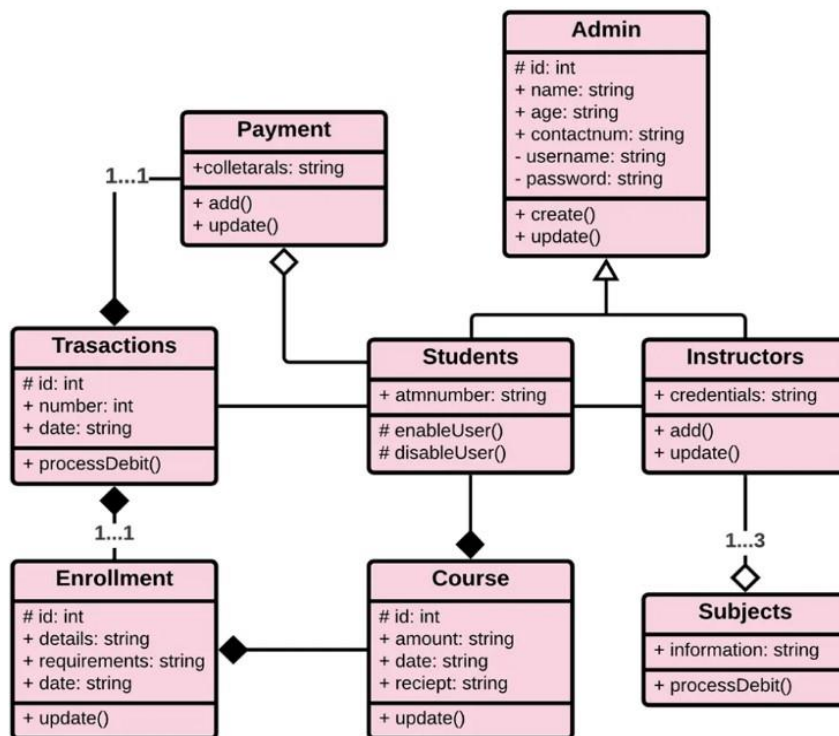 Admin
# id: int
+ name: string
+ age: string
+ contactnum: string
- username: string
- password: string
+ create()
+ update()
Payment
+colletarals: string
+ add()
+ update()
1...1
Trasactions
# id: int
+ number: int
+ date: string
+ processDebit()
Students
+ atmnumber: string
# enableUser()
# disableUser()
Instructors
+ credentials: string
+ add()
+ update()
1...1
1...3
Enrollment
# id: int
+ details: string
+ requirements: string
+ date: string
+ update()
Course
# id: int
+ amount: string
+ date: string
+ reciept: string
+ update()
Subjects
+ information: string
+ processDebit()